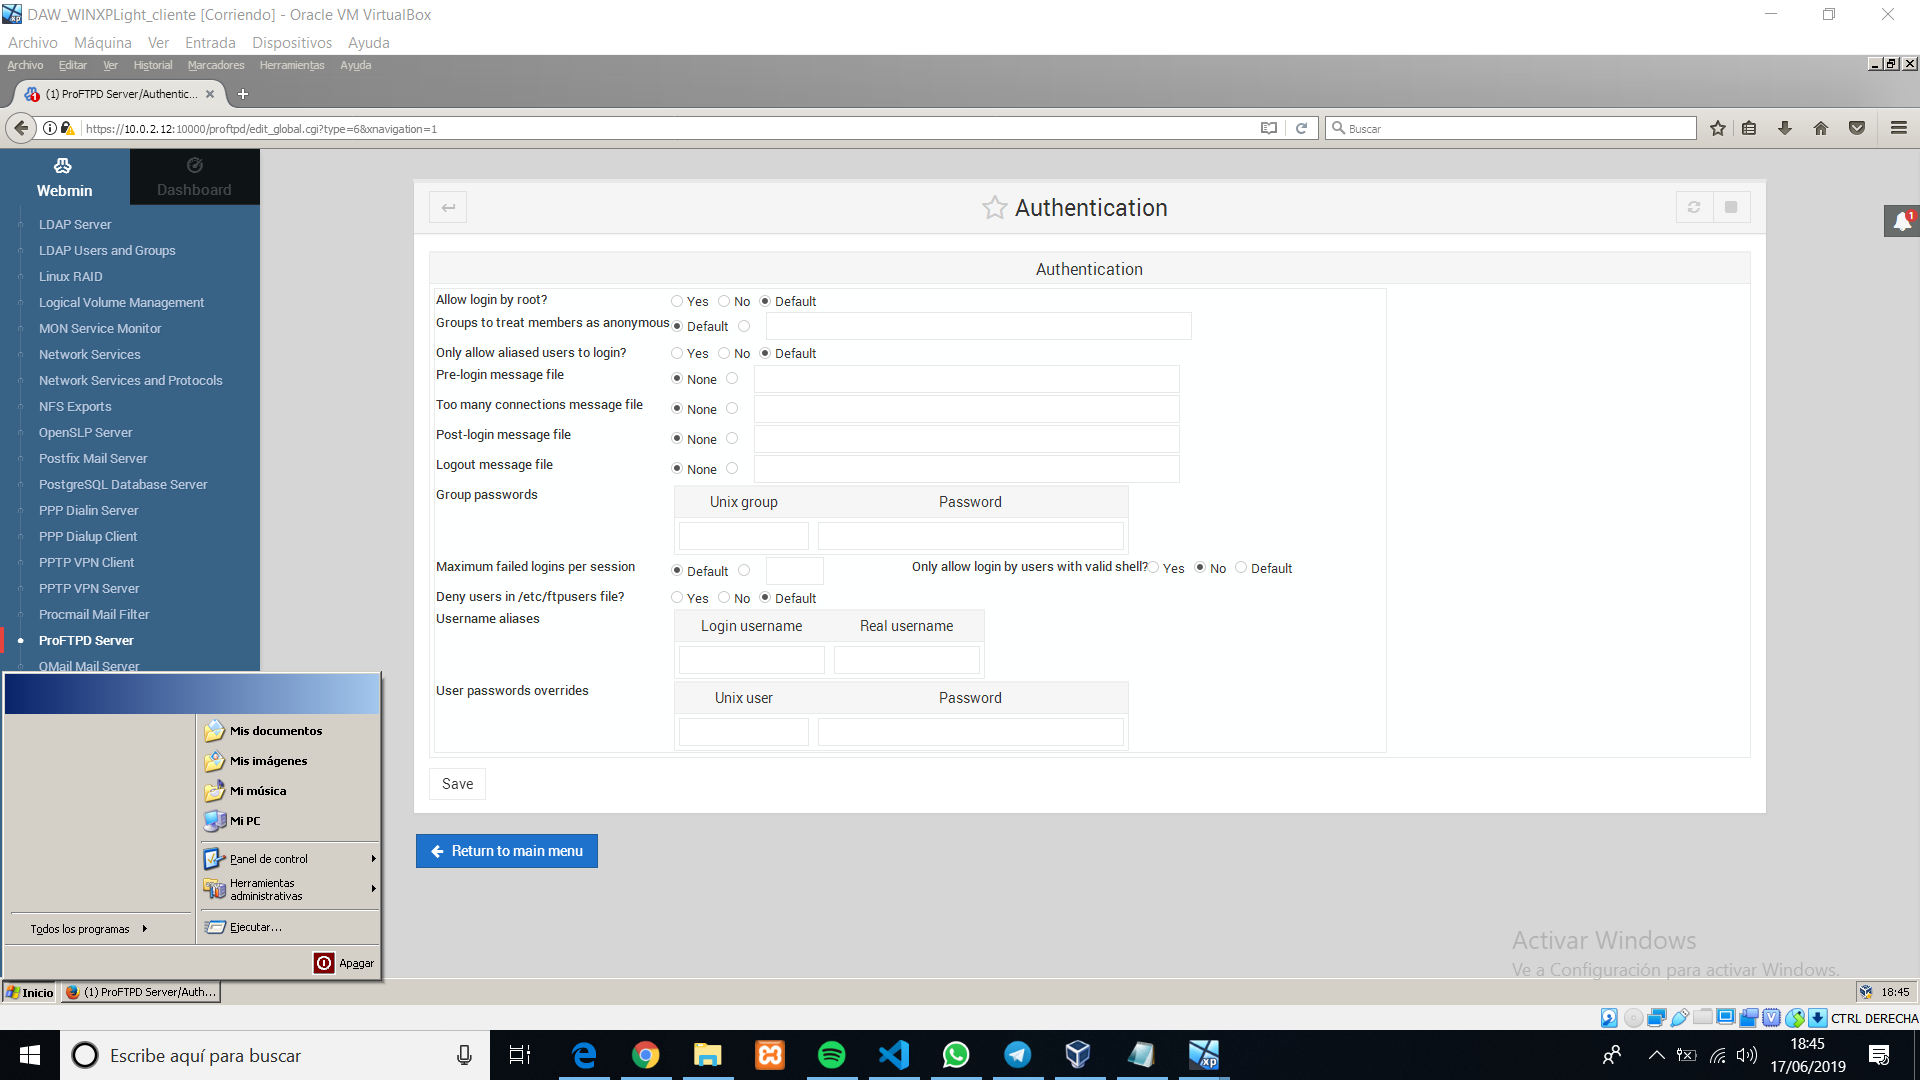 DAW_WINXPLight_cliente [Corriendo] - Oracle VM VirtualBox
Archivo Máquina Ver Entrada Dispositivos Ayuda
Archivo Editar Ver Historial Marcadores Herramientas Ayuda
(1) ProFTPD Server/Authentic...
https://10.0.2.12:10000/proftpd/edit_global.cgi?type=6&xnavigation=1
Buscar
Webmin
Dashboard
LDAP Server
LDAP Users and Groups
Linux RAID
Logical Volume Management
MON Service Monitor
Network Services
Network Services and Protocols
NFS Exports
OpenSLP Server
Postfix Mail Server
PostgreSQL Database Server
PPP Dialin Server
PPP Dialup Client
PPTP VPN Client
PPTP VPN Server
Procmail Mail Filter
ProFTPD Server
QMail Mail Server
Authentication
1
Authentication
Allow login by root? Yes No Default
Groups to treat members as anonymous Default
Only allow aliased users to login? Yes No Default
Pre-login message file None
Too many connections message file None
Post-login message file None
Logout message file None
Group passwords
Unix group Password
Maximum failed logins per session Default
Only allow login by users with valid shell? Yes No Default
Deny users in /etc/ftpusers file? Yes No Default
Username aliases
Login username Real username
User passwords overrides
Unix user Password
Save
Return to main menu
Mis documentos
Mis imágenes
Mi música
Mi PC
Panel de control
Herramientas
administrativas
Ejecutar...
Todos los programas
Apagar
Activar Windows
Ve a Configuración para activar Windows.
Inicio
(1) ProFTPD Server/Auth...
18:45
CTRL DERECHA
Escribe aquí para buscar
xp
18:45
17/06/2019